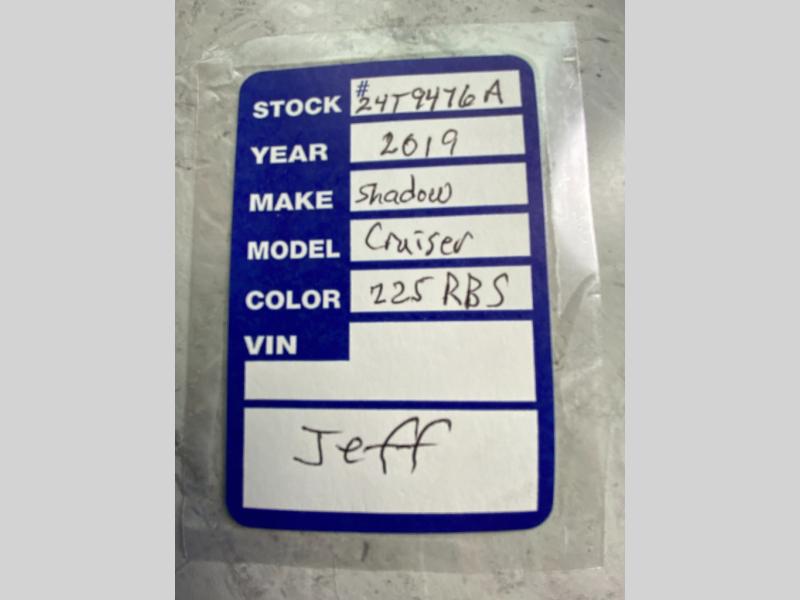 STOCK # 24T9476A
YEAR 2019
MAKE Shadow
MODEL Cruiser
COLOR 225 RBS
VIN
Jeff